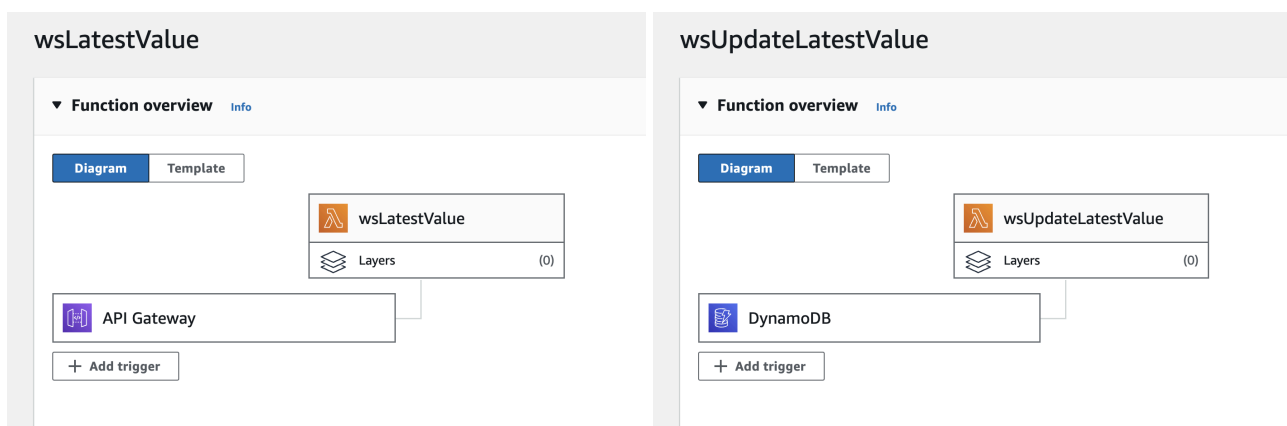 wsLatestValue
Function overview Info
Diagram Template
wsLatestValue
Layers (0)
API Gateway
Add trigger
wsUpdateLatestValue
Function overview Info
Diagram Template
wsUpdateLatestValue
Layers (0)
DynamoDB
Add trigger